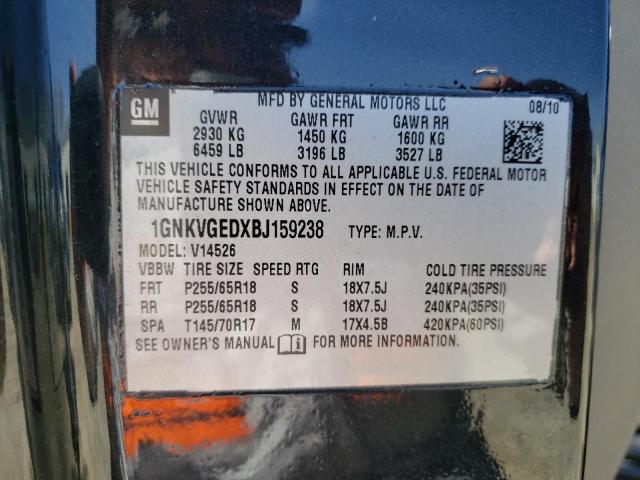 GM
MFD BY GENERAL MOTORS LLC 08/10
GVWR GAWR FRT GAWR RR
2930 KG 1450 KG 1600 KG
6459 LB 3196 LB 3527 LB
THIS VEHICLE CONFORMS TO ALL APPLICABLE U.S. FEDERAL MOTOR
VEHICLE SAFETY STANDARDS IN EFFECT ON THE DATE OF
MANUFACTURE SHOWN ABOVE.
1GNKVGEDXBJ159238 TYPE: M.P.V.
MODEL: V14526
VBBW TIRE SIZE SPEED RTG RIM COLD TIRE PRESSURE
FRT P255/65R18 S 18X7.5J 240KPA(35PSI)
RR P255/65R18 S 18X7.5J 240KPA(35PSI)
SPA T145/70R17 M 17X4.5B 420KPA(60PSI)
SEE OWNER'S MANUAL i FOR MORE INFORMATION.